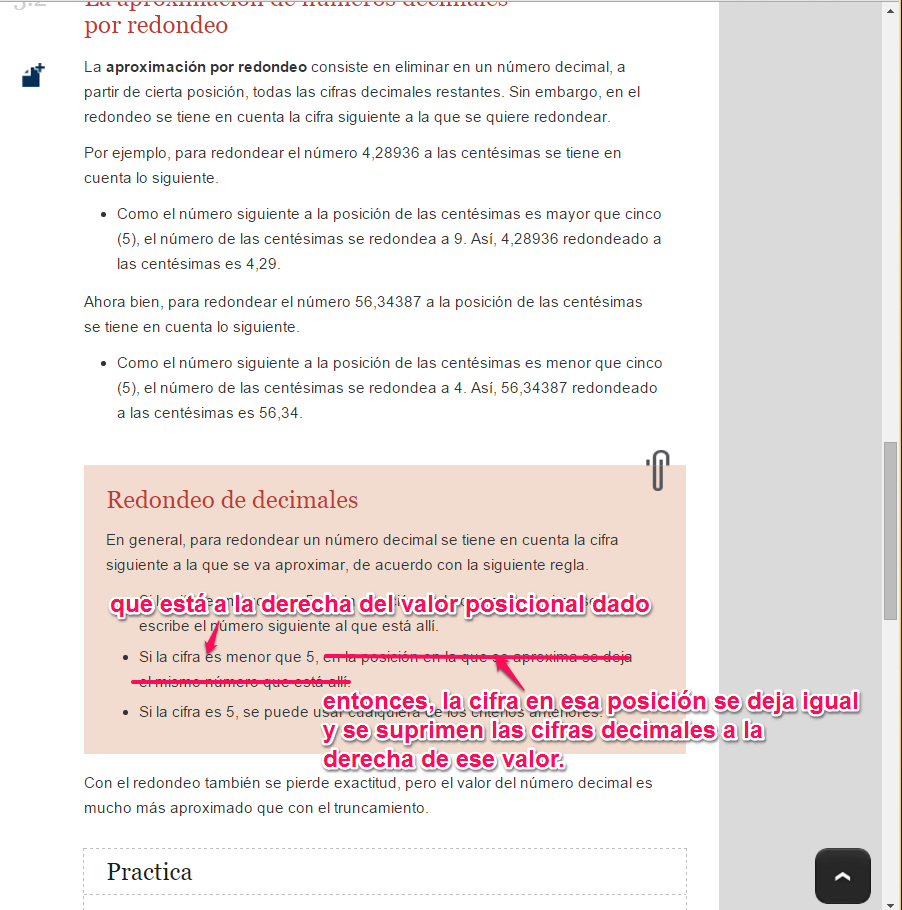 3.2
La aproximación de números decimales
por redondeo
La aproximación por redondeo consiste en eliminar en un número decimal, a
partir de cierta posición, todas las cifras decimales restantes. Sin embargo, en el
redondeo se tiene en cuenta la cifra siguiente a la que se quiere redondear.
Por ejemplo, para redondear el número 4,28936 a las centésimas se tiene en
cuenta lo siguiente.
• Como el número siguiente a la posición de las centésimas es mayor que cinco
(5), el número de las centésimas se redondea a 9. Así, 4,28936 redondeado a
las centésimas es 4,29.
Ahora bien, para redondear el número 56,34387 a la posición de las centésimas
se tiene en cuenta lo siguiente.
• Como el número siguiente a la posición de las centésimas es menor que cinco
(5), el número de las centésimas se redondea a 4. Así, 56,34387 redondeado
a las centésimas es 56,34.
Redondeo de decimales
En general, para redondear un número decimal se tiene en cuenta la cifra
siguiente a la que se va aproximar, de acuerdo con la siguiente regla.
que está a la derecha del valor posicional dado
escribe el número siguiente al que está allí.
• Si la cifra es menor que 5, en la posición en la que se aproxima se deja
el mismo número que está allí.
entonces, la cifra en esa posición se deja igual
• Si la cifra es 5, se puede usar cualquiera de los criterios anteriores.
y se suprimen las cifras decimales a la
derecha de ese valor.
Con el redondeo también se pierde exactitud, pero el valor del número decimal es
mucho más aproximado que con el truncamiento.
Practica